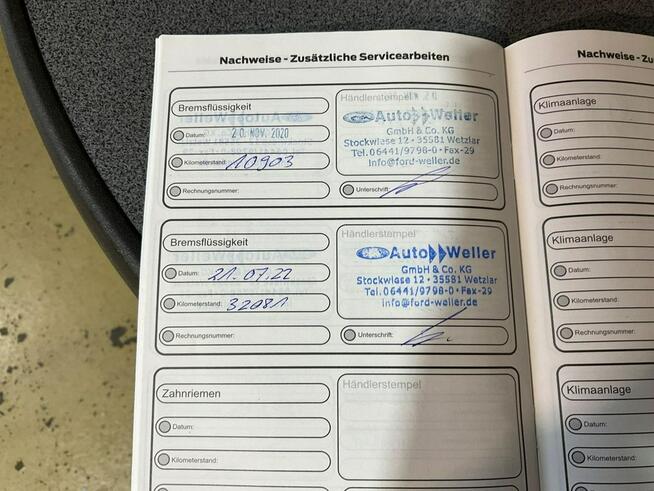 Nachweise - Zusätzliche Servicearbeiten
Bremsflüssigkeit
Datum: 20. NOV. 2020
Kilometerstand: 10903
Rechnungsnummer:
Händlerstempel
Ford Auto Weller
GmbH & Co. KG
Stockwiese 12 · 35581 Wetzlar
Tel. 06441/9798-0 · Fax-29
info@ford-weller.de
Unterschrift:
Bremsflüssigkeit
Datum: 21.07.22
Kilometerstand: 32081
Rechnungsnummer:
Händlerstempel
Ford Auto Weller
GmbH & Co. KG
Stockwiese 12 · 35581 Wetzlar
Tel. 06441/9798-0 · Fax-29
info@ford-weller.de
Unterschrift:
Zahnriemen
Datum:
Kilometerstand:
Händlerstempel
Nachweise - Zu
Klimaanlage
Datum:
Kilometerstand:
Rechnungsnummer:
Klimaanlage
Datum:
Kilometerstand:
Rechnungsnummer:
Klimaanlage
Datum:
Kilometerstand: